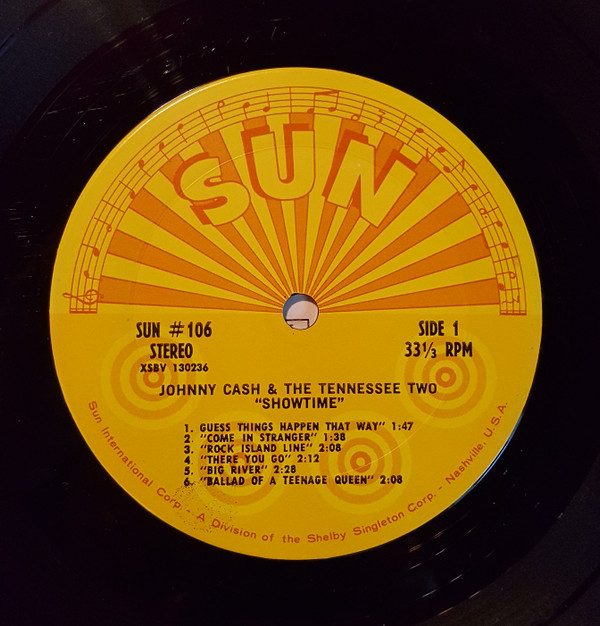 SUN
SUN #106
STEREO
XSBV 130236
SIDE 1
33⅓ RPM
JOHNNY CASH & THE TENNESSEE TWO
"SHOWTIME"
1. GUESS THINGS HAPPEN THAT WAY" 1:47
2. "COME IN STRANGER" 1:38
3. "ROCK ISLAND LINE" 2:08
4. "THERE YOU GO" 2:12
5. "BIG RIVER" 2:28
6. "BALLAD OF A TEENAGE QUEEN" 2:08
Sun International Corp. - A Division of the Shelby Singleton Corp. - Nashville, U.S.A.